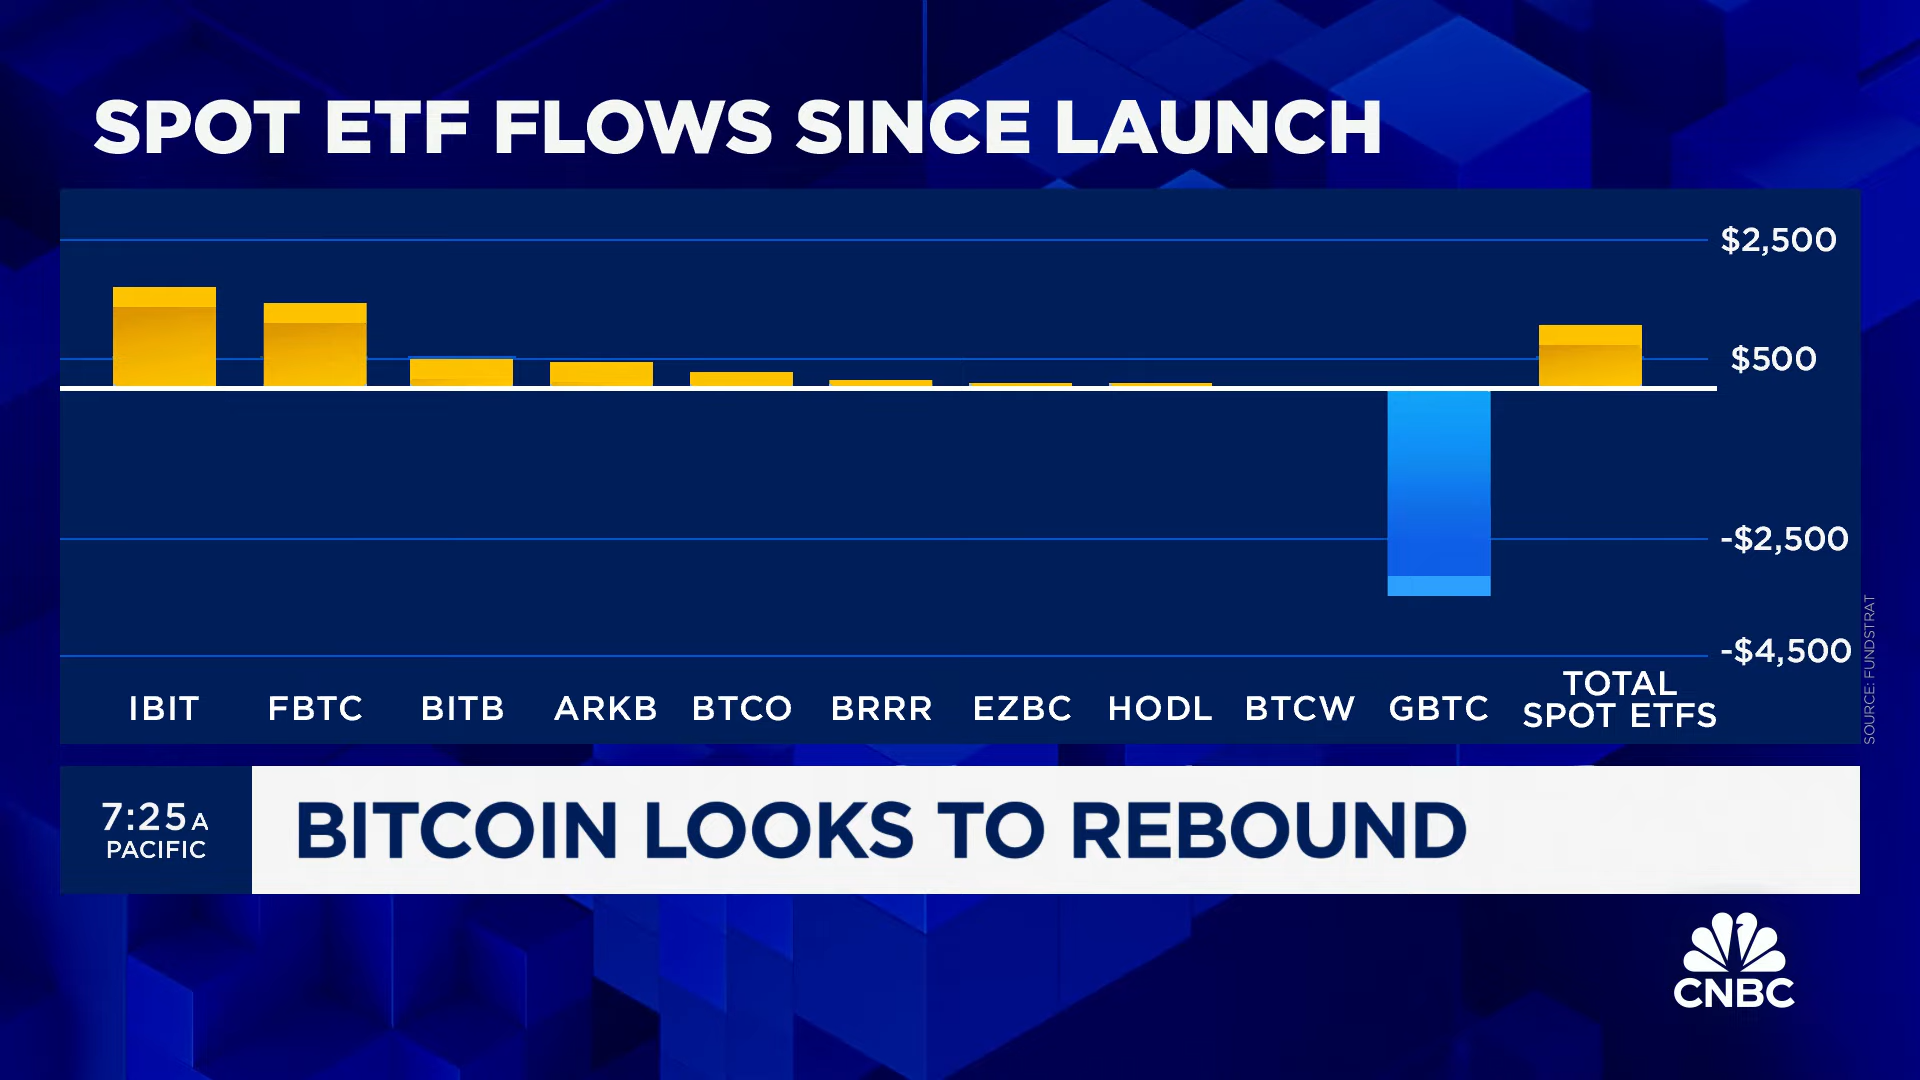 SPOT ETF FLOWS SINCE LAUNCH
$2,500
$500
-$2,500
-$4,500
IBIT FBTC BITB ARKB BTCO BRRR EZBC HODL BTCW GBTC TOTAL
SPOT ETFS
SOURCE: FUNDSTRAT
7:25A
PACIFIC
BITCOIN LOOKS TO REBOUND
CNBC